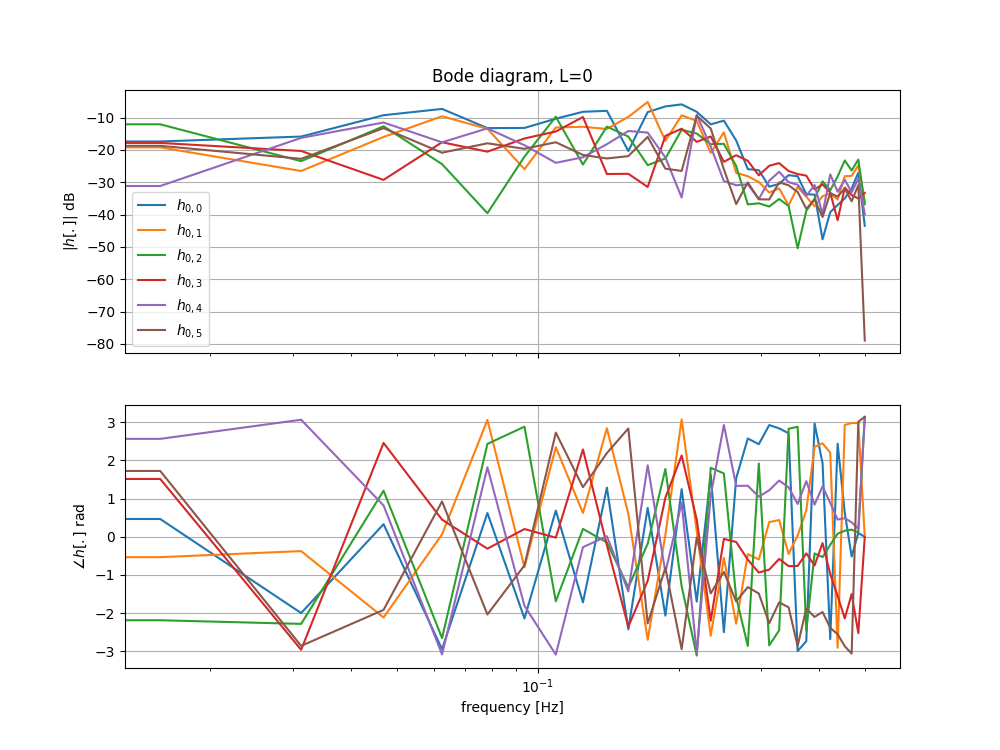 Bode diagram, L=0
|h[.]| dB
−10
−20
−30
−40
−50
−60
−70
−80
h0,0
h0,1
h0,2
h0,3
h0,4
h0,5
∠h[.] rad
3
2
1
0
−1
−2
−3
10−1
frequency [Hz]